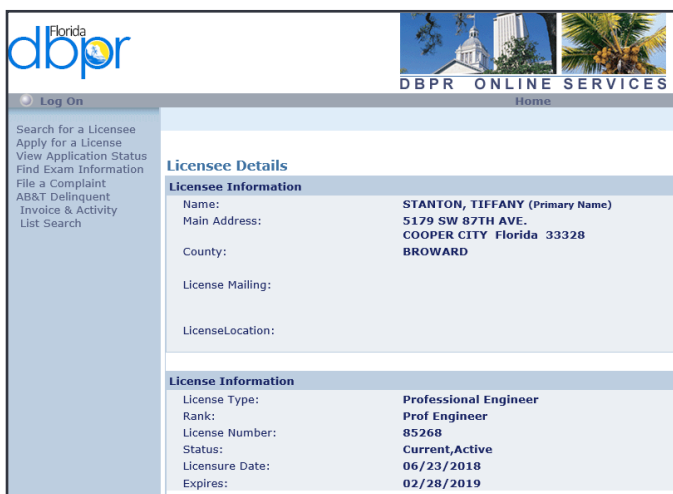 Florida
dbpr
DBPR ONLINE SERVICES
Log On
Home
Search for a Licensee
Apply for a License
View Application Status
Find Exam Information
File a Complaint
AB&T Delinquent
Invoice & Activity
List Search
Licensee Details
Licensee Information
Name: STANTON, TIFFANY (Primary Name)
Main Address: 5179 SW 87TH AVE.
COOPER CITY Florida 33328
County: BROWARD
License Mailing:
LicenseLocation:
License Information
License Type: Professional Engineer
Rank: Prof Engineer
License Number: 85268
Status: Current,Active
Licensure Date: 06/23/2018
Expires: 02/28/2019